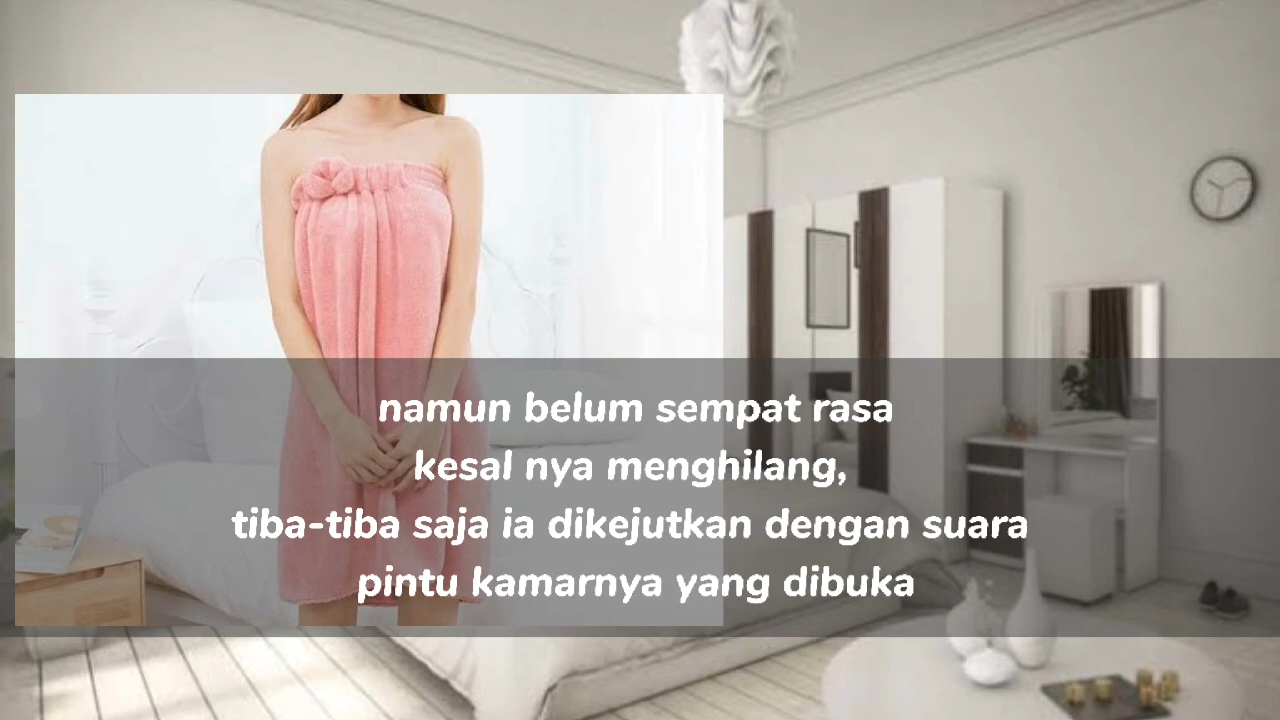 namun belum sempat rasa
kesal nya menghilang,
tiba-tiba saja ia dikejutkan dengan suara
pintu kamarnya yang dibuka